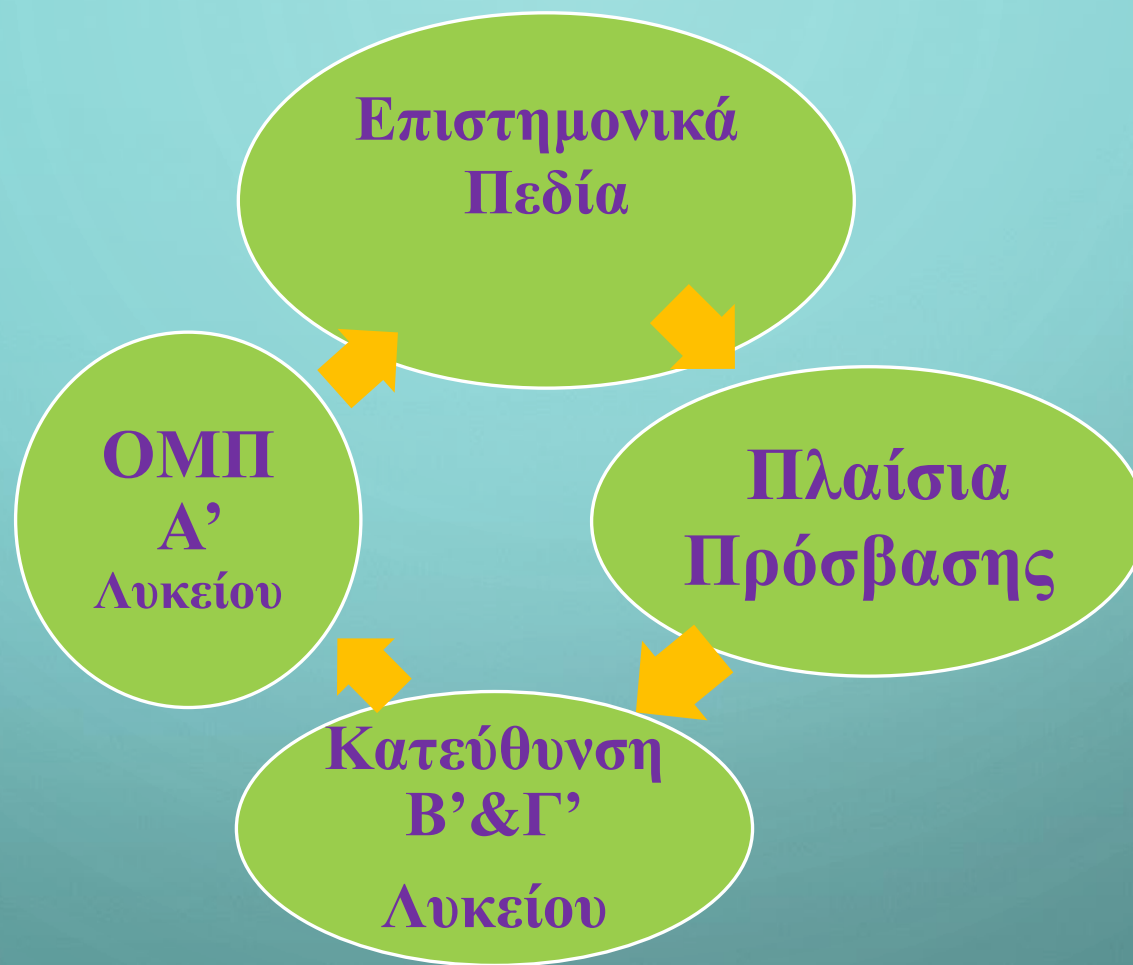 Επιστημονικά
Πεδία
Πλαίσια
Πρόσβασης
Κατεύθυνση
Β’&Γ’
Λυκείου
ΟΜΠ
Α’
Λυκείου